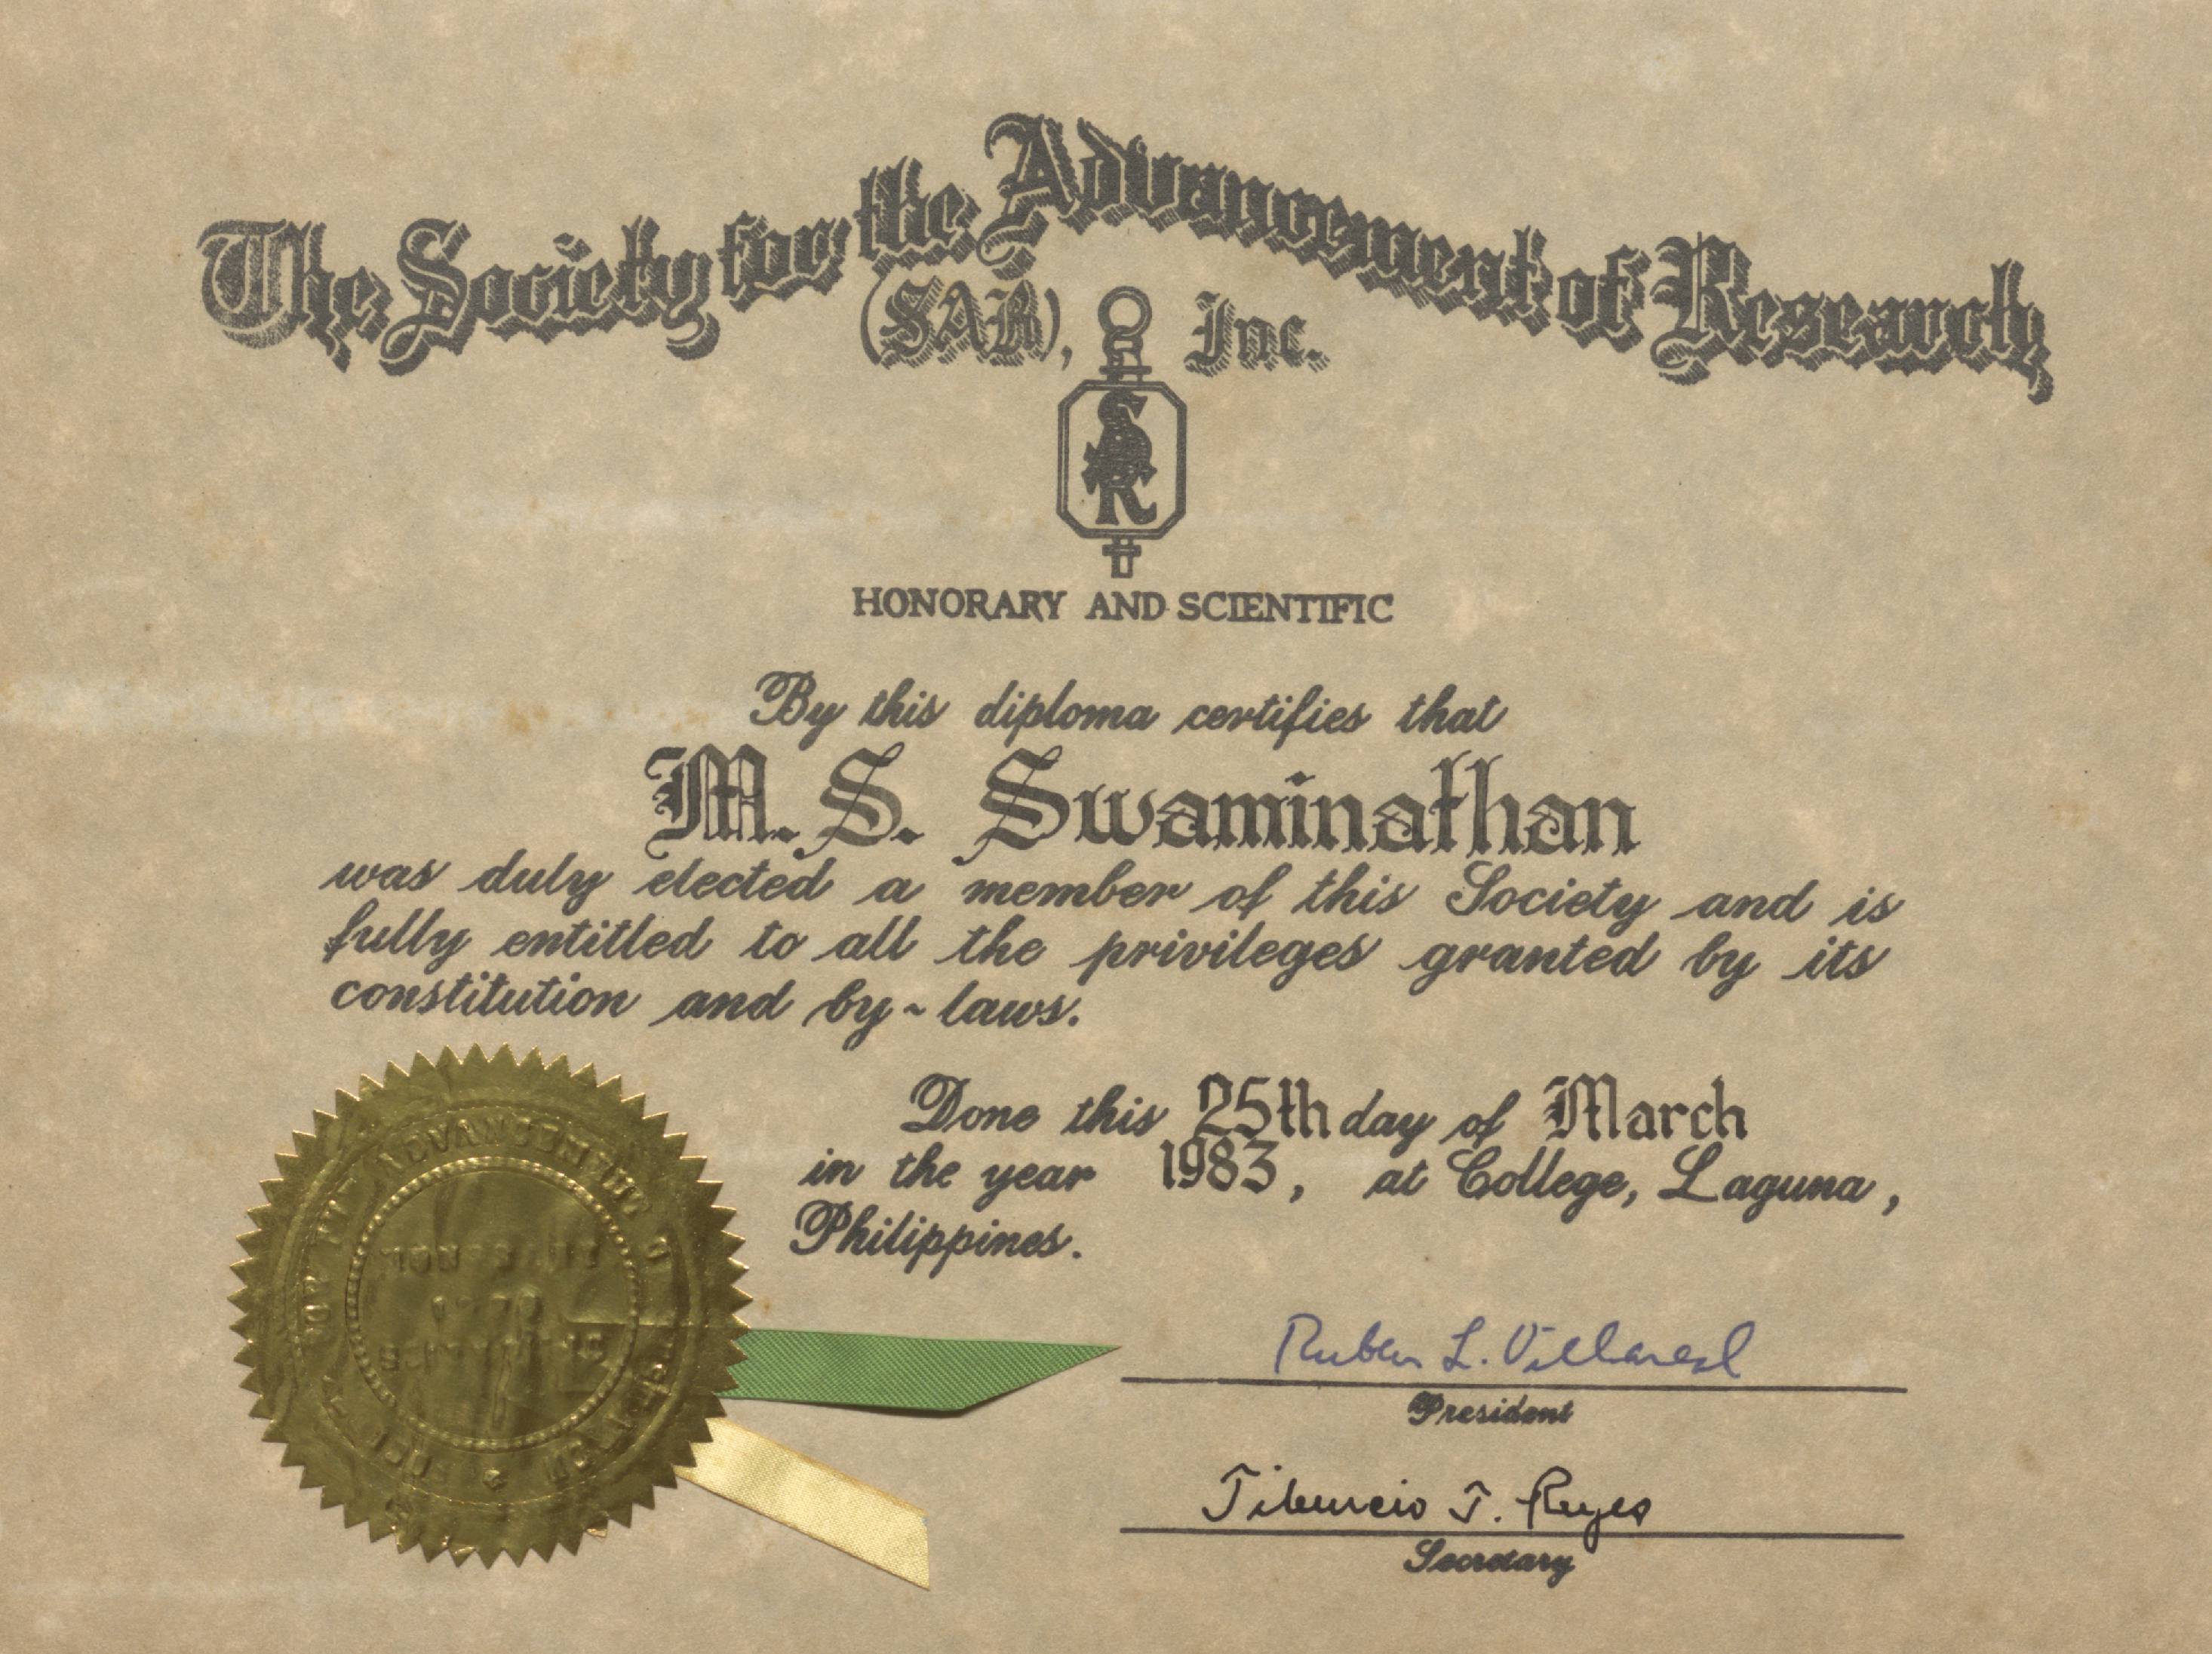 The Society for the Advancement of Research
(SAR), Inc.
SAR
HONORARY AND SCIENTIFIC
By this diploma certifies that
M. S. Swaminathan
was duly elected a member of this Society and is
fully entitled to all the privileges granted by its
constitution and by-laws.
Done this 25th day of March
in the year 1983, at College, Laguna,
Philippines.
Ruben L. Villareal
President
Tiburcio T. Reyes
Secretary
ADVANCEMENT